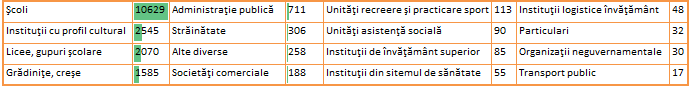 Școli 10629 Administrație publică 711 Unități recreere și practicare sport 113 Instituții logistice învățământ 48
Instituții cu profil cultural 2545 Străinătate 306 Unități asistență socială 90 Particulari 32
Licee, gupuri școlare 2070 Alte diverse 258 Instituții de învățământ superior 85 Organizații neguvernamentale 30
Grădinițe, creșe 1585 Societăți comerciale 188 Instituții din sitemul de sănătate 55 Transport public 17